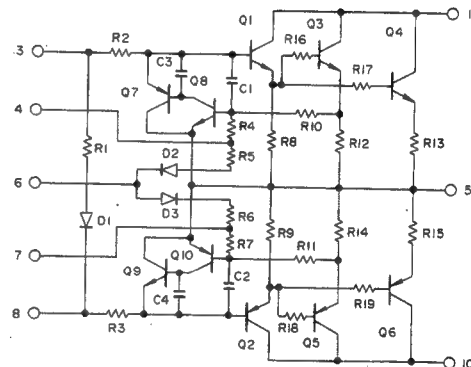 Q1 Q3 Q4 1
3 R2 R16
C3 Q8 R17
Q7 C1
4 R4 R10
R1 R5 R8 R12 R13
D2
6 5
D3
R6 R9 R14 R15
D1 R7 R11
7 Q10
Q9 C2
C4 R19
8 R3 R18
Q2 Q5 Q6
10